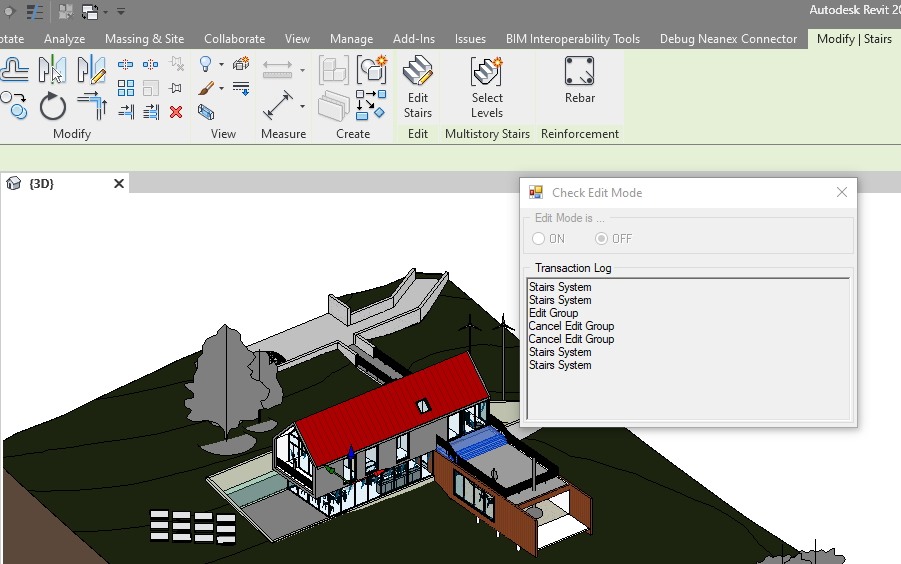 Autodesk Revit 20
otate Analyze Massing & Site Collaborate View Manage Add-Ins Issues BIM Interoperability Tools Debug Neanex Connector Modify | Stairs
Edit Stairs
Select Levels
Rebar
Modify View Measure Create Edit Multistory Stairs Reinforcement
{3D}
Check Edit Mode
Edit Mode is ...
ON OFF
Transaction Log
Stairs System
Stairs System
Edit Group
Cancel Edit Group
Cancel Edit Group
Stairs System
Stairs System